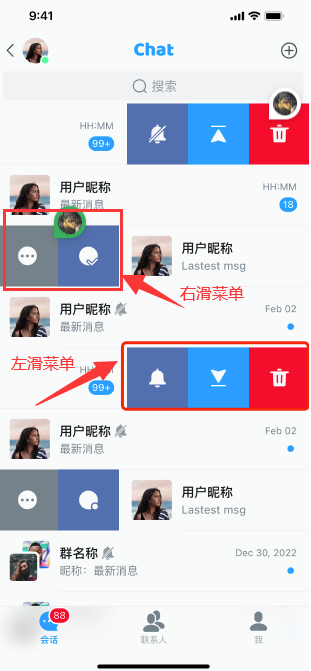 9:41
Chat
搜索
HH:MM
99+
用户昵称
最新消息
HH:MM
18
用户昵称
Lastest msg
右滑菜单
用户昵称
最新消息
Feb 02
左滑菜单
HH:MM
99+
用户昵称
最新消息
Feb 02
用户昵称
Lastest msg
群名称
昵称：最新消息
Dec 30, 2022
88
会话
联系人
我